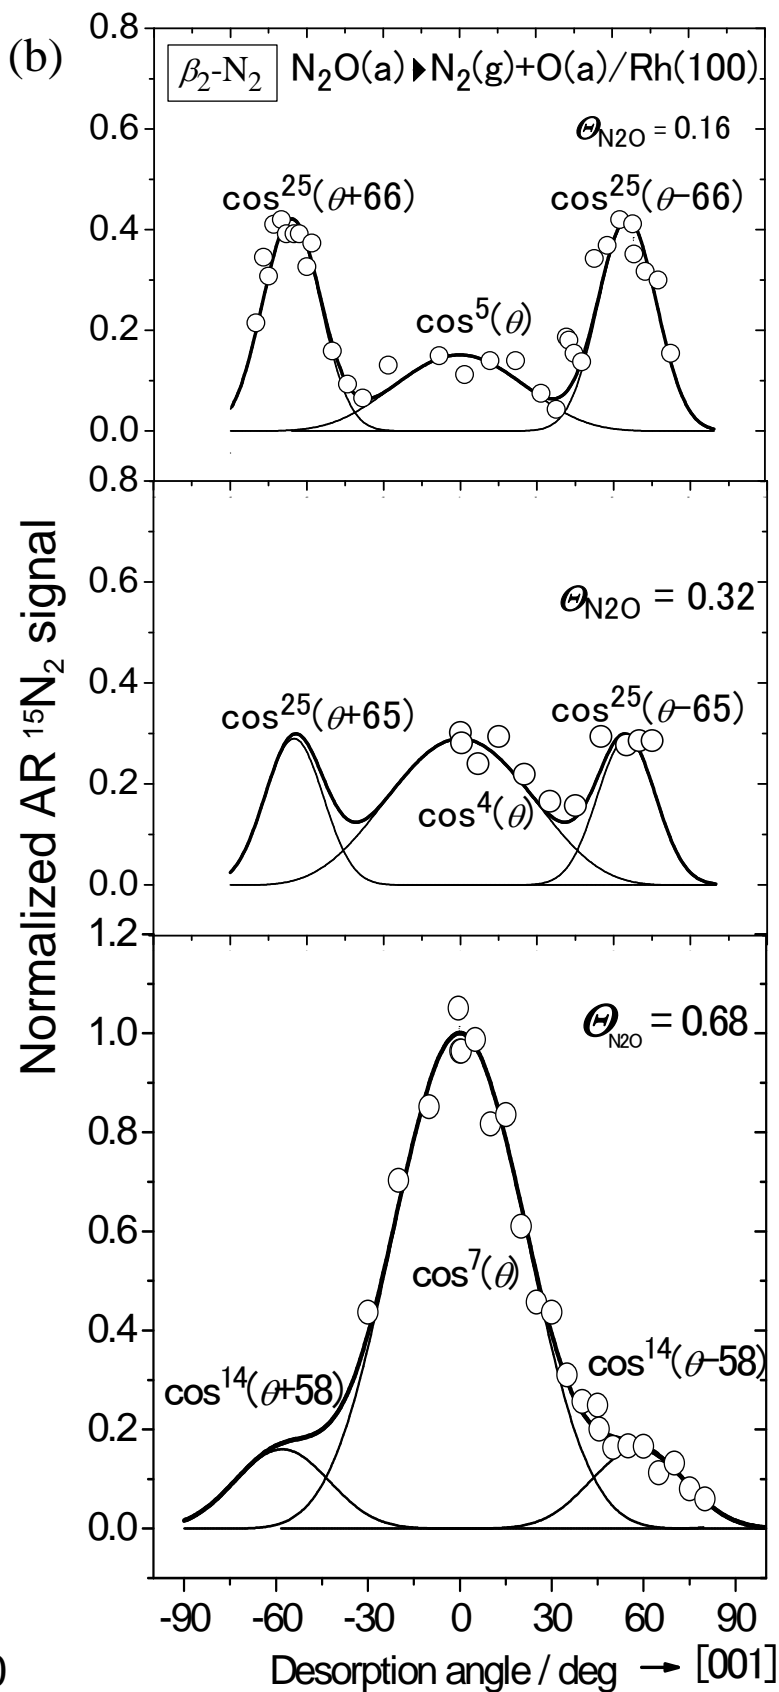 (b)
0.8
β₂-N₂ N₂O(a)▶N₂(g)+O(a)/Rh(100)
0.6
Θ_N2O = 0.16
cos²⁵(θ+66) cos²⁵(θ−66)
0.4
cos⁵(θ)
0.2
0.0
0.8
0.6
Θ_N2O = 0.32
0.4
cos²⁵(θ+65) cos²⁵(θ−65)
0.2
cos⁴(θ)
0.0
1.2
Normalized AR ¹⁵N₂ signal
1.0
Θ_N2O = 0.68
0.8
0.6
cos⁷(θ)
0.4
cos¹⁴(θ−58)
cos¹⁴(θ+58)
0.2
0.0
-90 -60 -30 0 30 60 90
Desorption angle / deg → [001]
0